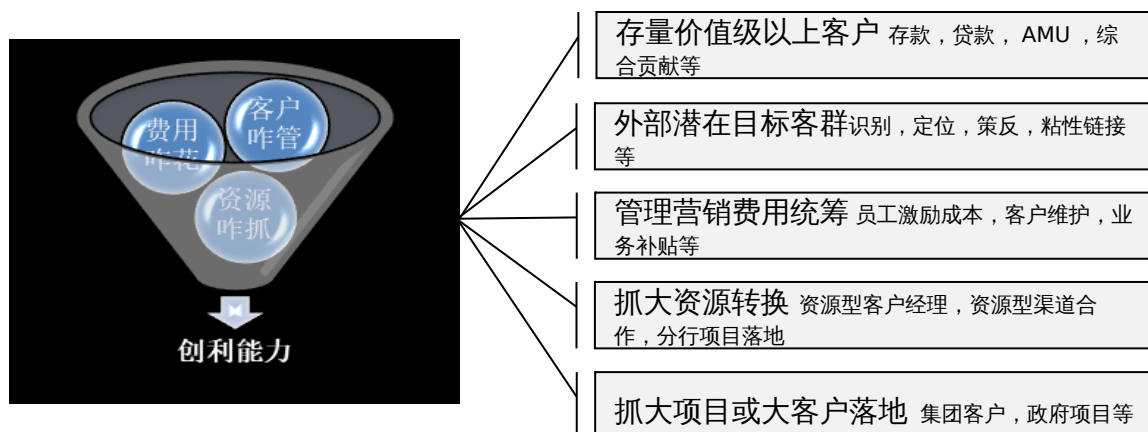 费用
咋花
客户
咋管
资源
咋抓
创利能力
存量价值级以上客户 存款，贷款， AMU ，综
合贡献等
外部潜在目标客群识别，定位，策反，粘性链接
等
管理营销费用统筹 员工激励成本，客户维护，业
务补贴等
抓大资源转换 资源型客户经理，资源型渠道合
作，分行项目落地
抓大项目或大客户落地 集团客户，政府项目等